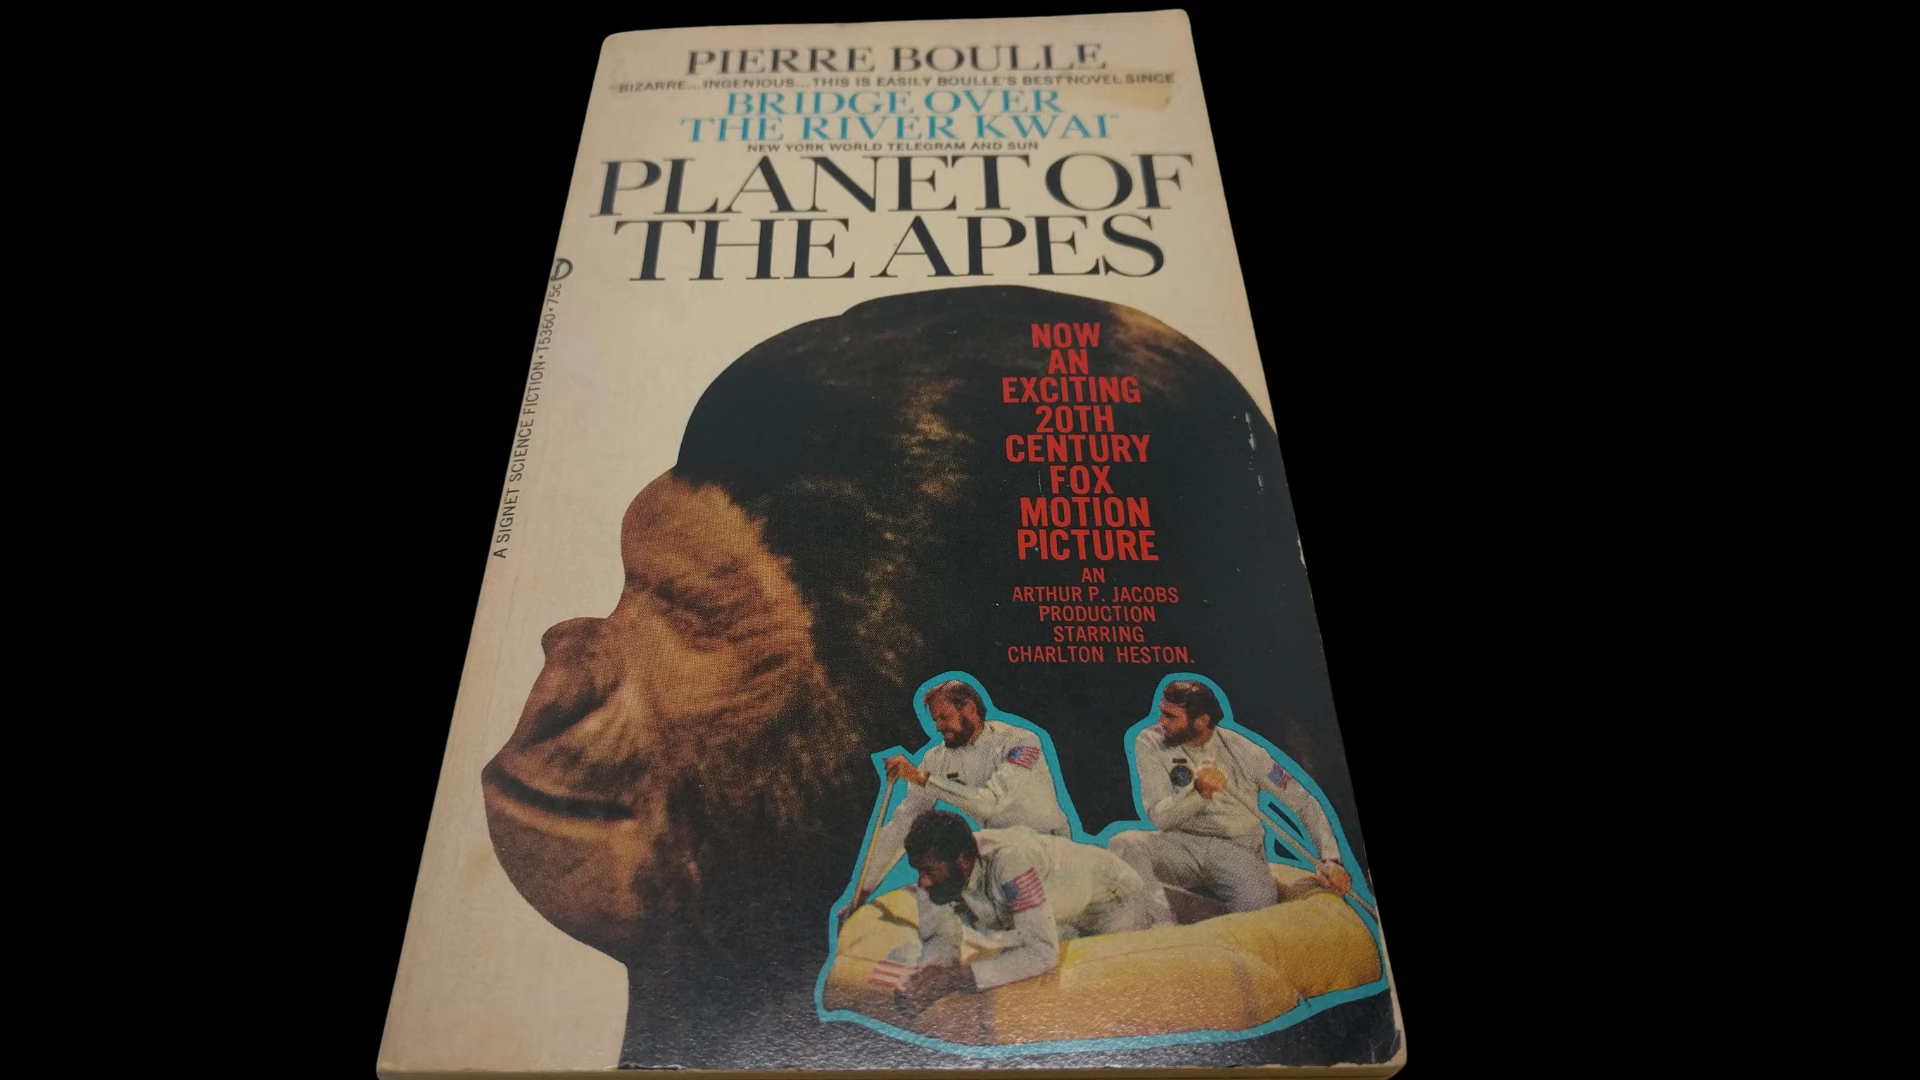 PIERRE BOULLE
"BIZARRE...INGENIOUS...THIS IS EASILY BOULLE'S BEST NOVEL SINCE
BRIDGE OVER
THE RIVER KWAI"
NEW YORK WORLD TELEGRAM AND SUN
PLANET OF
THE APES
A SIGNET SCIENCE FICTION • T5360 • 75c
NOW
AN
EXCITING
20TH
CENTURY
FOX
MOTION
PICTURE
AN
ARTHUR P. JACOBS
PRODUCTION
STARRING
CHARLTON HESTON.